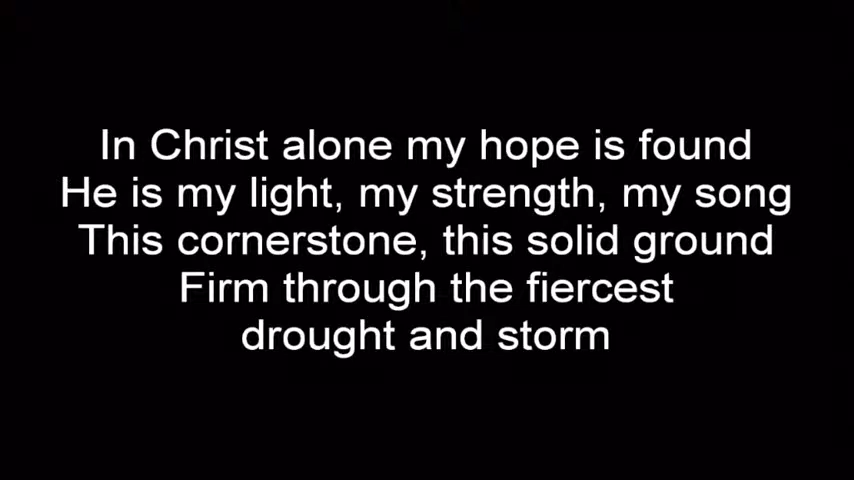 In Christ alone my hope is found
He is my light, my strength, my song
This cornerstone, this solid ground
Firm through the fiercest
drought and storm